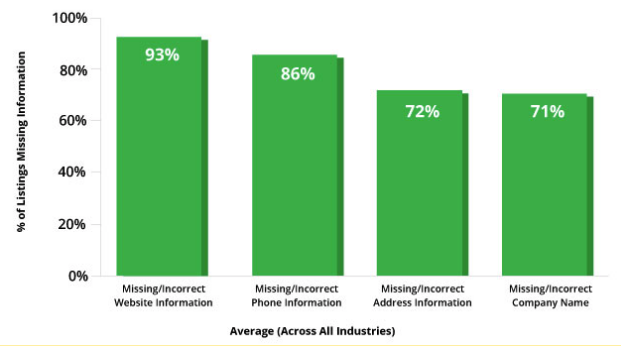 100%
80%
60%
40%
20%
0%
% of Listings Missing Information
93%
86%
72%
71%
Missing/Incorrect
Website Information
Missing/Incorrect
Phone Information
Missing/Incorrect
Address Information
Missing/Incorrect
Company Name
Average (Across All Industries)